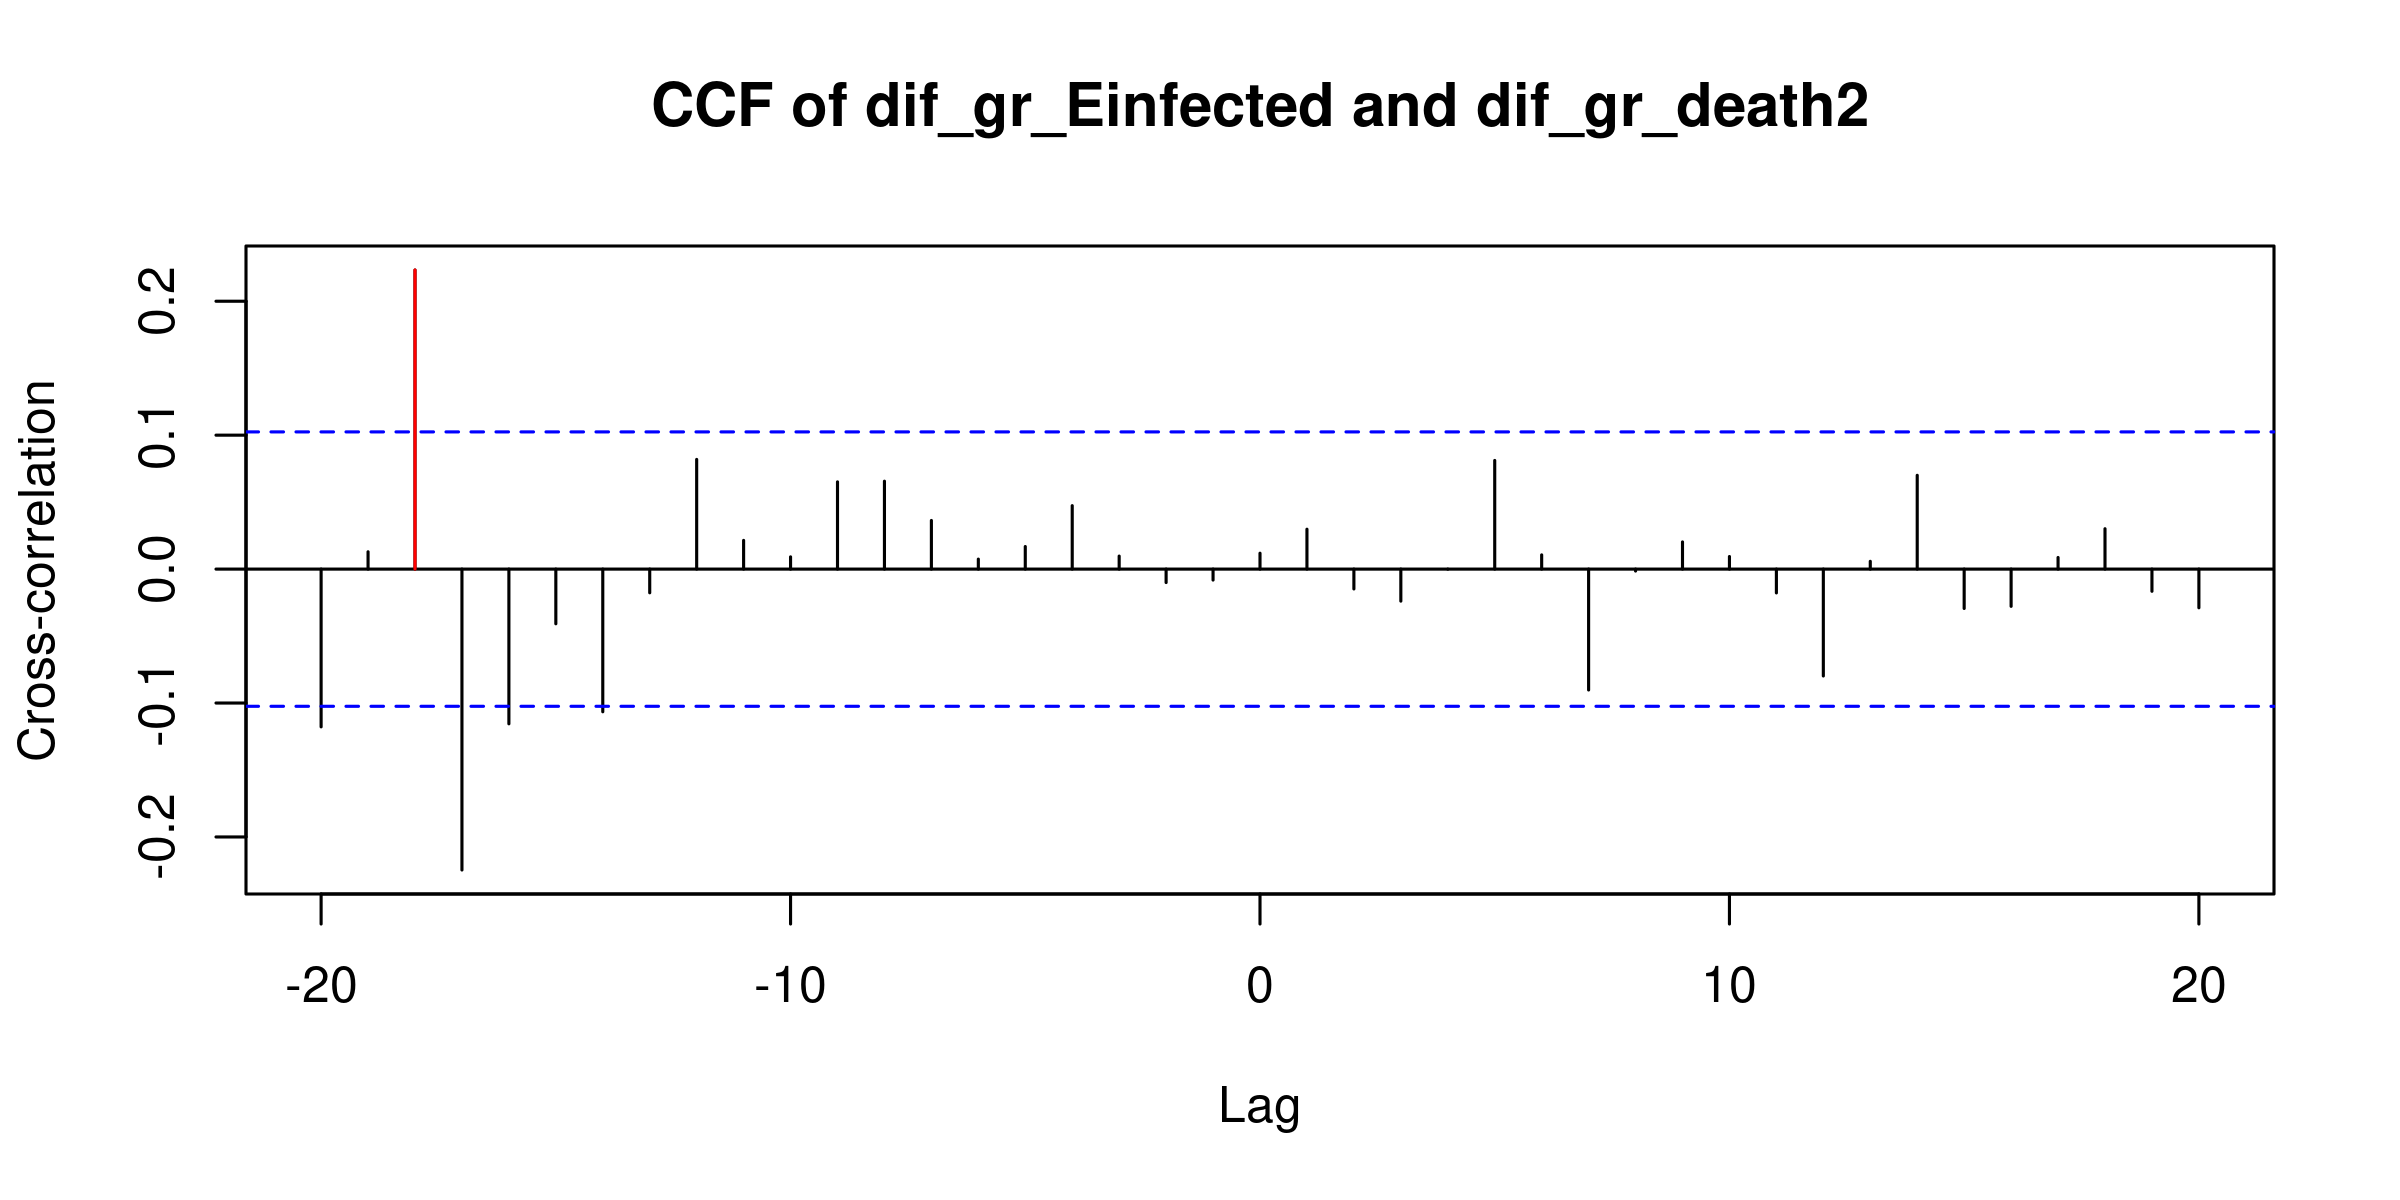 CCF of dif_gr_Einfected and dif_gr_death2
Cross-correlation
0.2
0.1
0.0
-0.1
-0.2
-20 -10 0 10 20
Lag